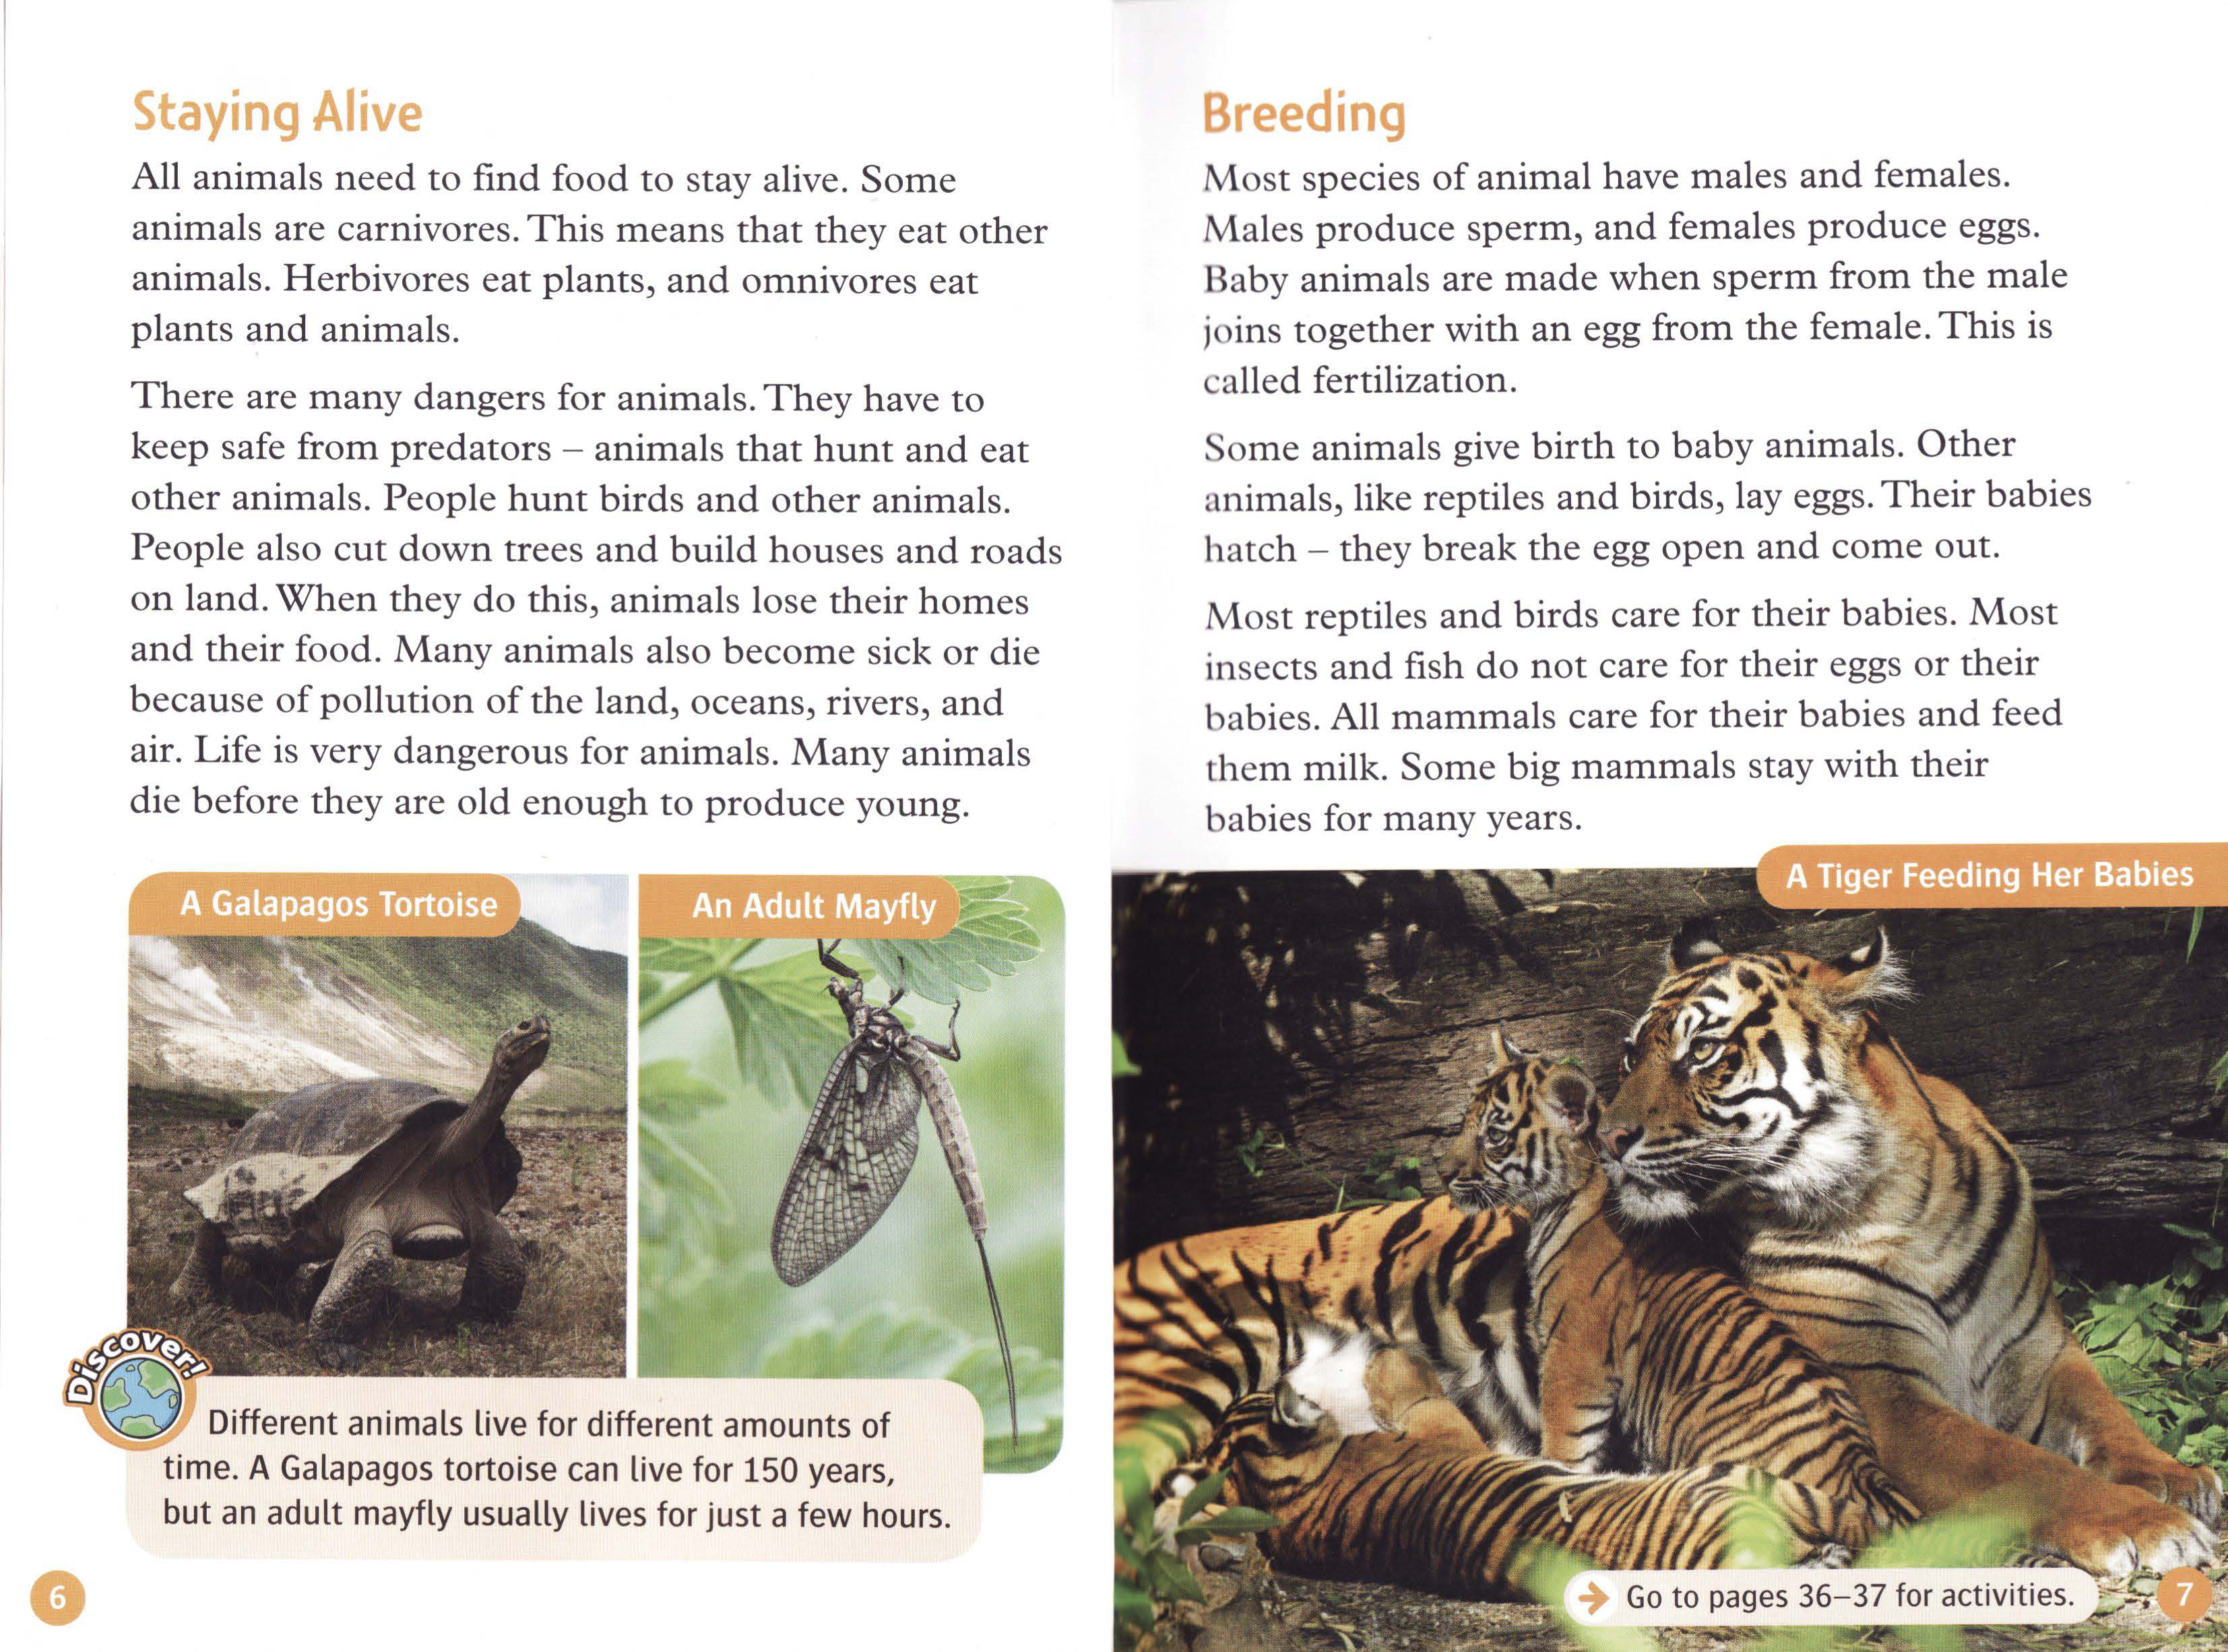 Staying Alive
All animals need to find food to stay alive. Some
animals are carnivores. This means that they eat other
animals. Herbivores eat plants, and omnivores eat
plants and animals.
There are many dangers for animals. They have to
keep safe from predators – animals that hunt and eat
other animals. People hunt birds and other animals.
People also cut down trees and build houses and roads
on land. When they do this, animals lose their homes
and their food. Many animals also become sick or die
because of pollution of the land, oceans, rivers, and
air. Life is very dangerous for animals. Many animals
die before they are old enough to produce young.
A Galapagos Tortoise
An Adult Mayfly
Discover!
Different animals live for different amounts of
time. A Galapagos tortoise can live for 150 years,
but an adult mayfly usually lives for just a few hours.
6
Breeding
Most species of animal have males and females.
Males produce sperm, and females produce eggs.
Baby animals are made when sperm from the male
joins together with an egg from the female. This is
called fertilization.
Some animals give birth to baby animals. Other
animals, like reptiles and birds, lay eggs. Their babies
hatch – they break the egg open and come out.
Most reptiles and birds care for their babies. Most
insects and fish do not care for their eggs or their
babies. All mammals care for their babies and feed
them milk. Some big mammals stay with their
babies for many years.
A Tiger Feeding Her Babies
Go to pages 36–37 for activities.
7